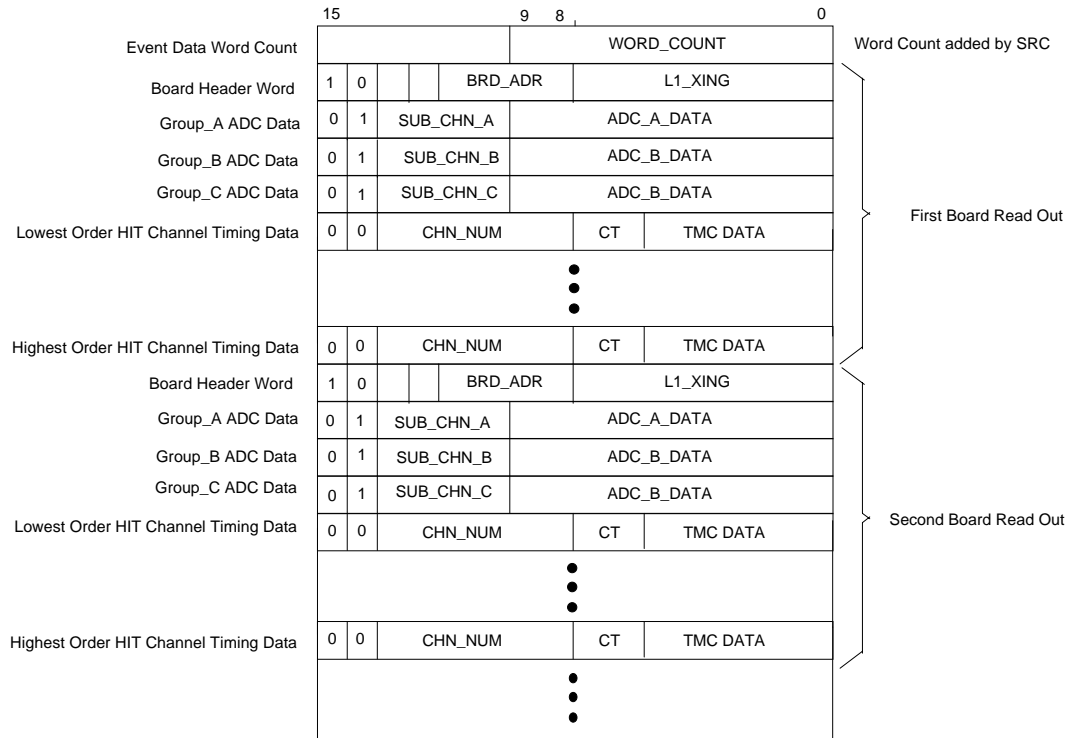 15 9 8 0
Event Data Word Count WORD_COUNT Word Count added by SRC
Board Header Word 1 0 BRD_ADR L1_XING
Group_A ADC Data 0 1 SUB_CHN_A ADC_A_DATA
Group_B ADC Data 0 1 SUB_CHN_B ADC_B_DATA
Group_C ADC Data 0 1 SUB_CHN_C ADC_B_DATA
First Board Read Out
Lowest Order HIT Channel Timing Data 0 0 CHN_NUM CT TMC DATA
Highest Order HIT Channel Timing Data 0 0 CHN_NUM CT TMC DATA
Board Header Word 1 0 BRD_ADR L1_XING
Group_A ADC Data 0 1 SUB_CHN_A ADC_A_DATA
Group_B ADC Data 0 1 SUB_CHN_B ADC_B_DATA
Group_C ADC Data 0 1 SUB_CHN_C ADC_B_DATA
Second Board Read Out
Lowest Order HIT Channel Timing Data 0 0 CHN_NUM CT TMC DATA
Highest Order HIT Channel Timing Data 0 0 CHN_NUM CT TMC DATA